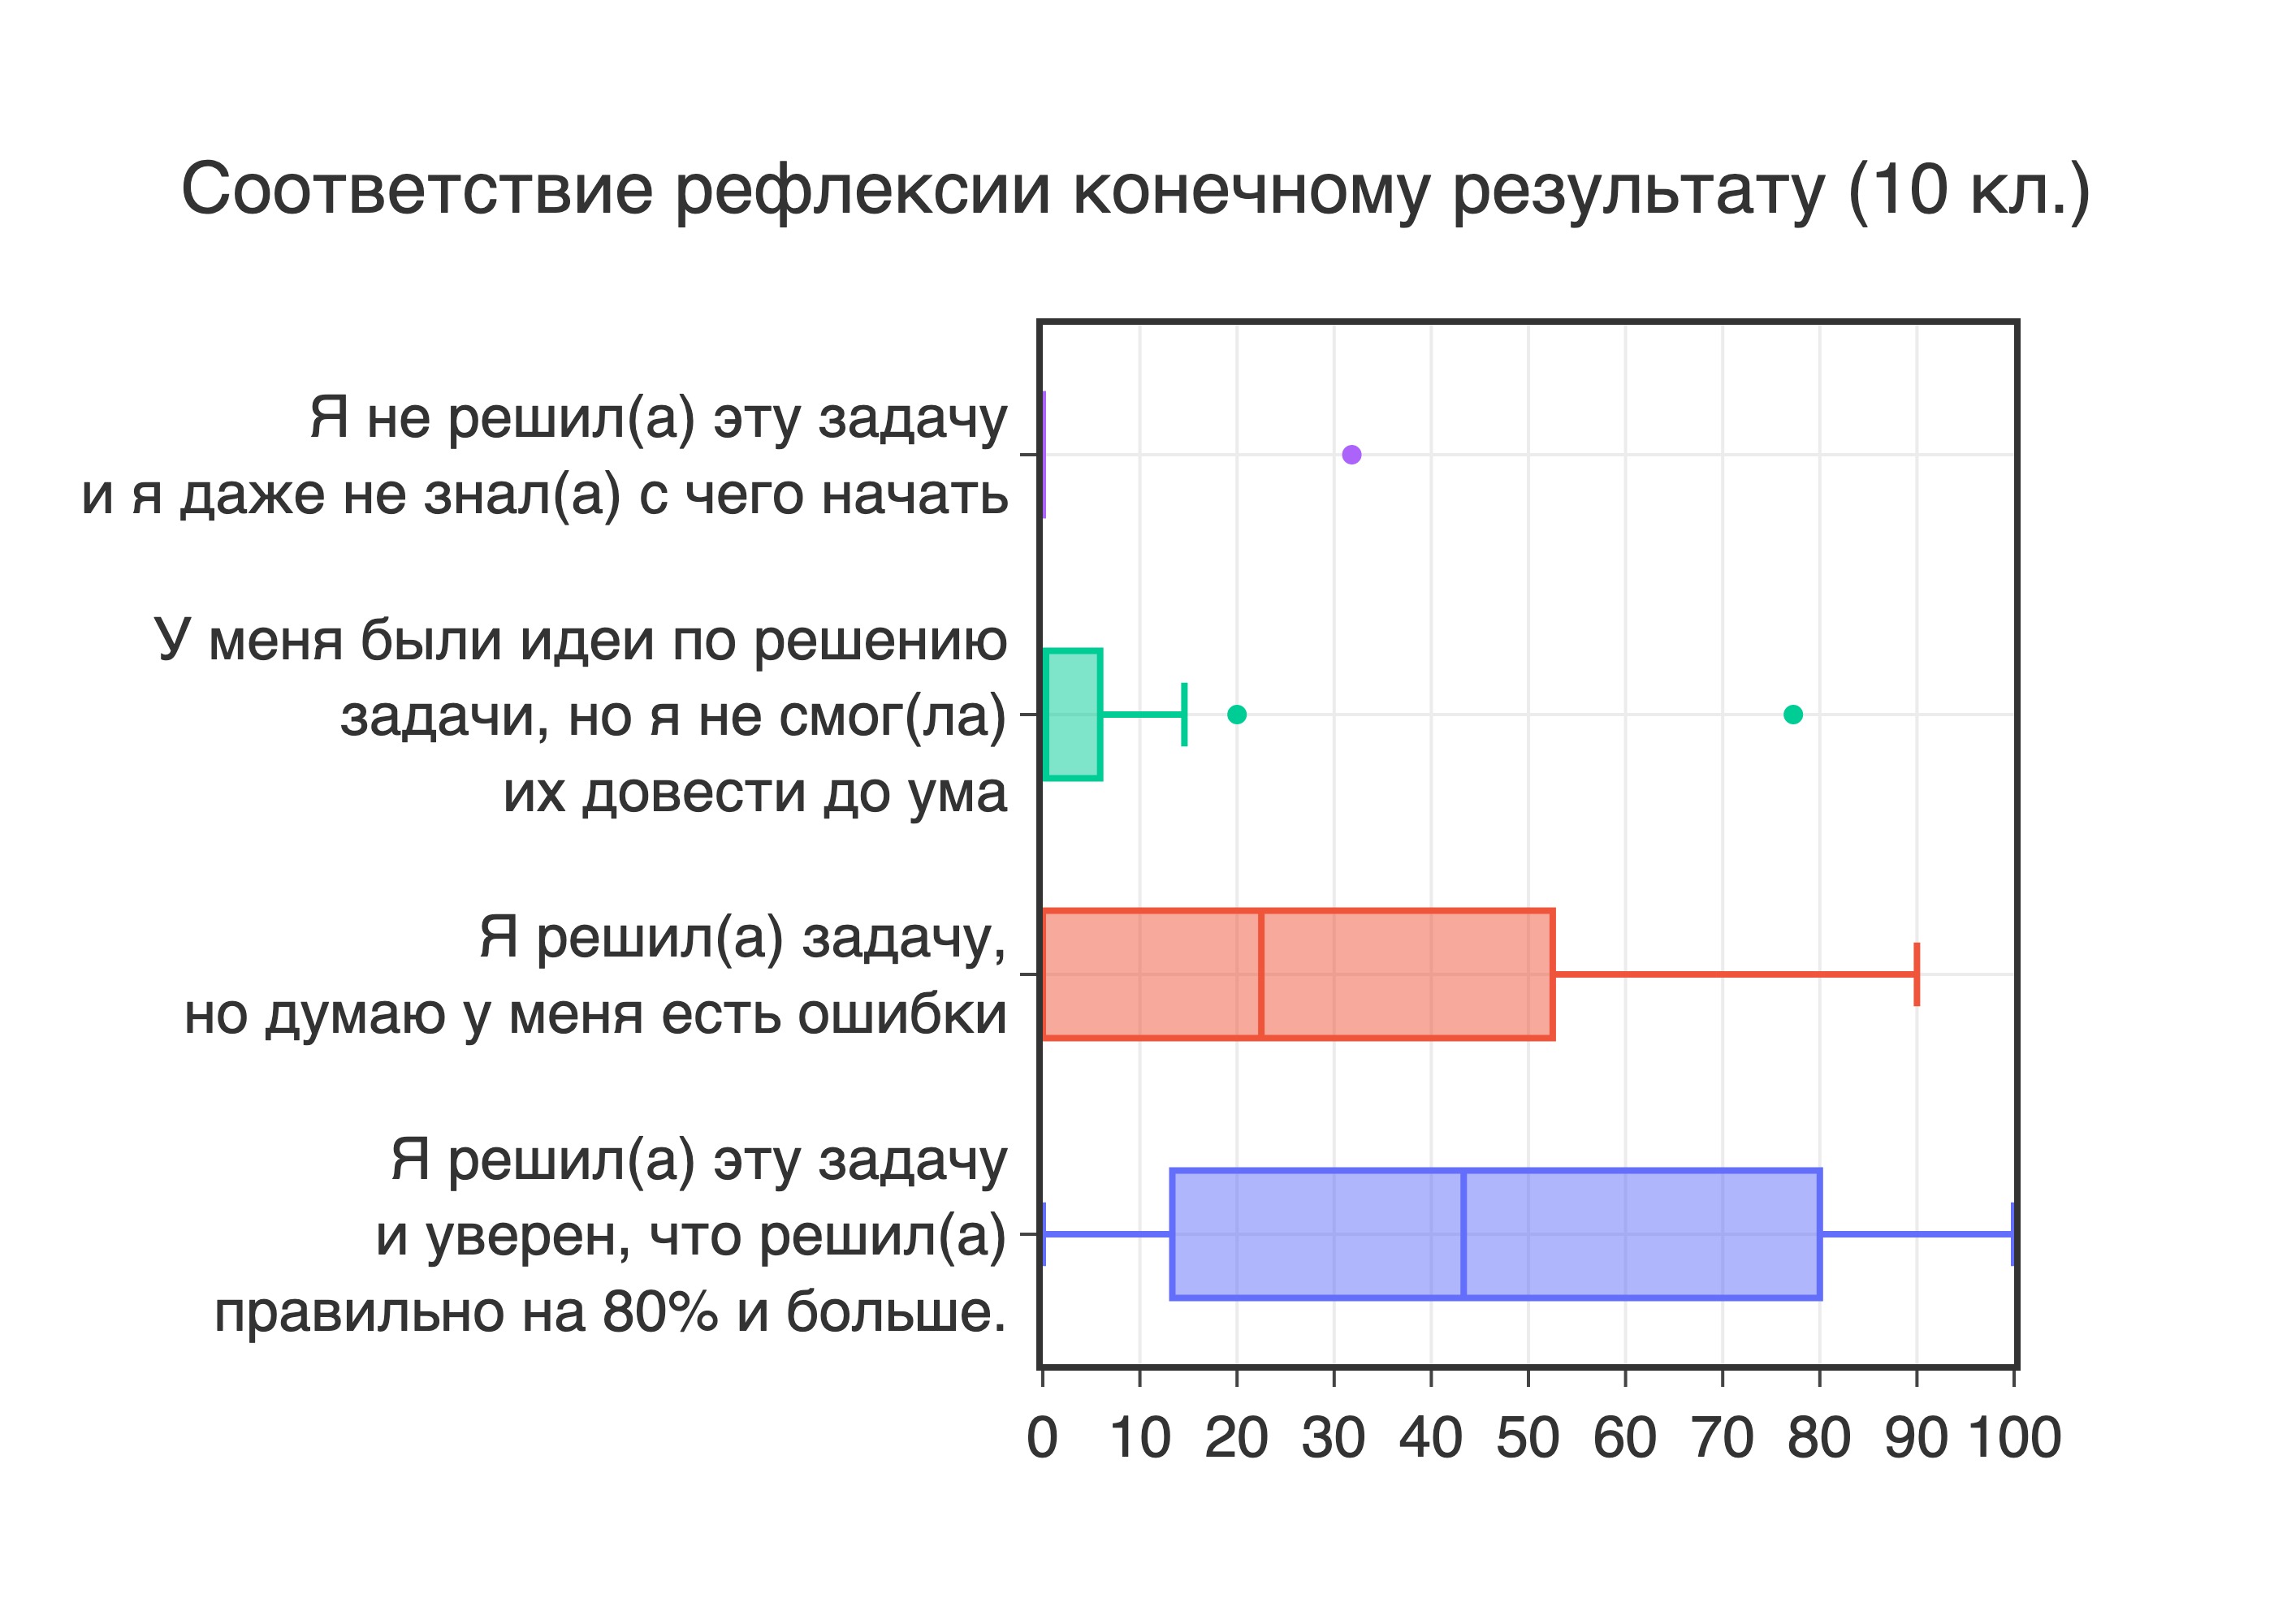 Соответствие рефлексии конечному результату (10 кл.)
Я не решил(а) эту задачу
и я даже не знал(а) с чего начать
У меня были идеи по решению
задачи, но я не смог(ла)
их довести до ума
Я решил(а) задачу,
но думаю у меня есть ошибки
Я решил(а) эту задачу
и уверен, что решил(а)
правильно на 80% и больше.
0 10 20 30 40 50 60 70 80 90 100